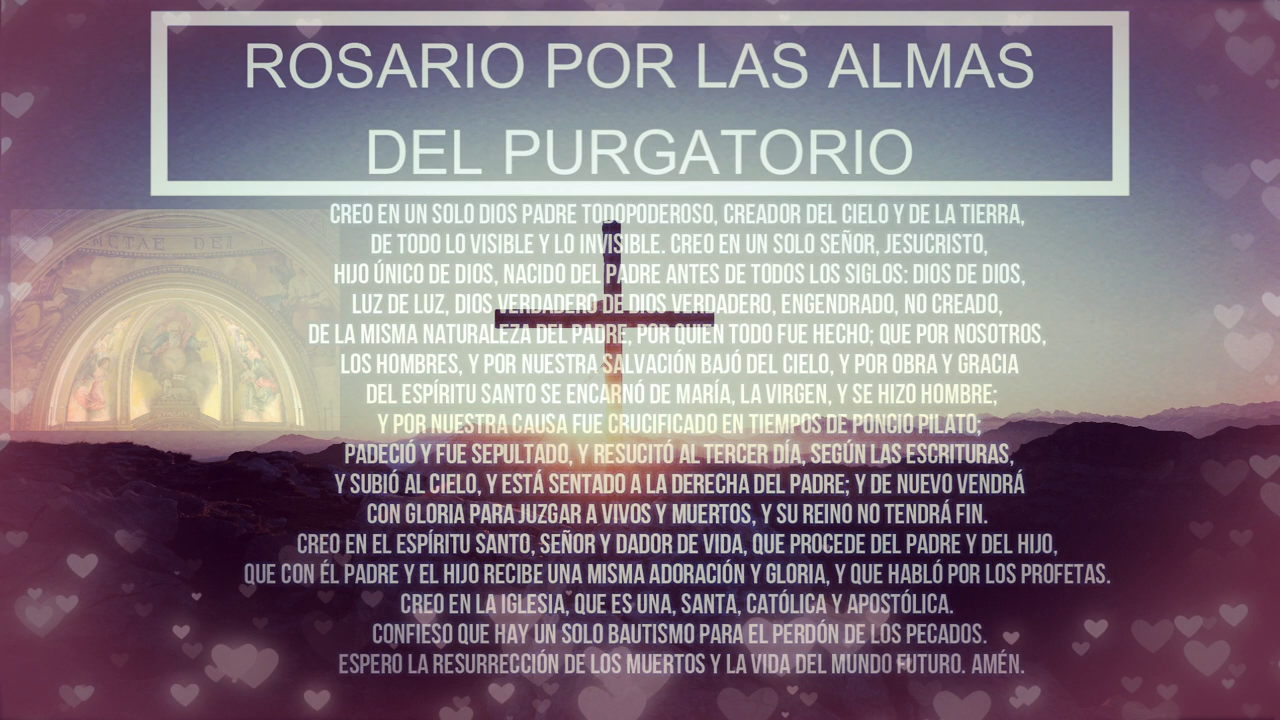 ROSARIO POR LAS ALMAS
DEL PURGATORIO
NCTAE DEI
CREO EN UN SOLO DIOS PADRE TODOPODEROSO, CREADOR DEL CIELO Y DE LA TIERRA,
DE TODO LO VISIBLE Y LO INVISIBLE. CREO EN UN SOLO SEÑOR, JESUCRISTO,
HIJO ÚNICO DE DIOS, NACIDO DEL PADRE ANTES DE TODOS LOS SIGLOS: DIOS DE DIOS,
LUZ DE LUZ, DIOS VERDADERO DE DIOS VERDADERO, ENGENDRADO, NO CREADO,
DE LA MISMA NATURALEZA DEL PADRE, POR QUIEN TODO FUE HECHO; QUE POR NOSOTROS,
LOS HOMBRES, Y POR NUESTRA SALVACIÓN BAJÓ DEL CIELO, Y POR OBRA Y GRACIA
DEL ESPÍRITU SANTO SE ENCARNÓ DE MARÍA, LA VIRGEN, Y SE HIZO HOMBRE;
Y POR NUESTRA CAUSA FUE CRUCIFICADO EN TIEMPOS DE PONCIO PILATO;
PADECIÓ Y FUE SEPULTADO, Y RESUCITÓ AL TERCER DÍA, SEGÚN LAS ESCRITURAS,
Y SUBIÓ AL CIELO, Y ESTÁ SENTADO A LA DERECHA DEL PADRE; Y DE NUEVO VENDRÁ
CON GLORIA PARA JUZGAR A VIVOS Y MUERTOS, Y SU REINO NO TENDRÁ FIN.
CREO EN EL ESPÍRITU SANTO, SEÑOR Y DADOR DE VIDA, QUE PROCEDE DEL PADRE Y DEL HIJO,
QUE CON ÉL PADRE Y EL HIJO RECIBE UNA MISMA ADORACIÓN Y GLORIA, Y QUE HABLÓ POR LOS PROFETAS.
CREO EN LA IGLESIA, QUE ES UNA, SANTA, CATÓLICA Y APOSTÓLICA.
CONFIESO QUE HAY UN SOLO BAUTISMO PARA EL PERDÓN DE LOS PECADOS.
ESPERO LA RESURRECCIÓN DE LOS MUERTOS Y LA VIDA DEL MUNDO FUTURO. AMÉN.